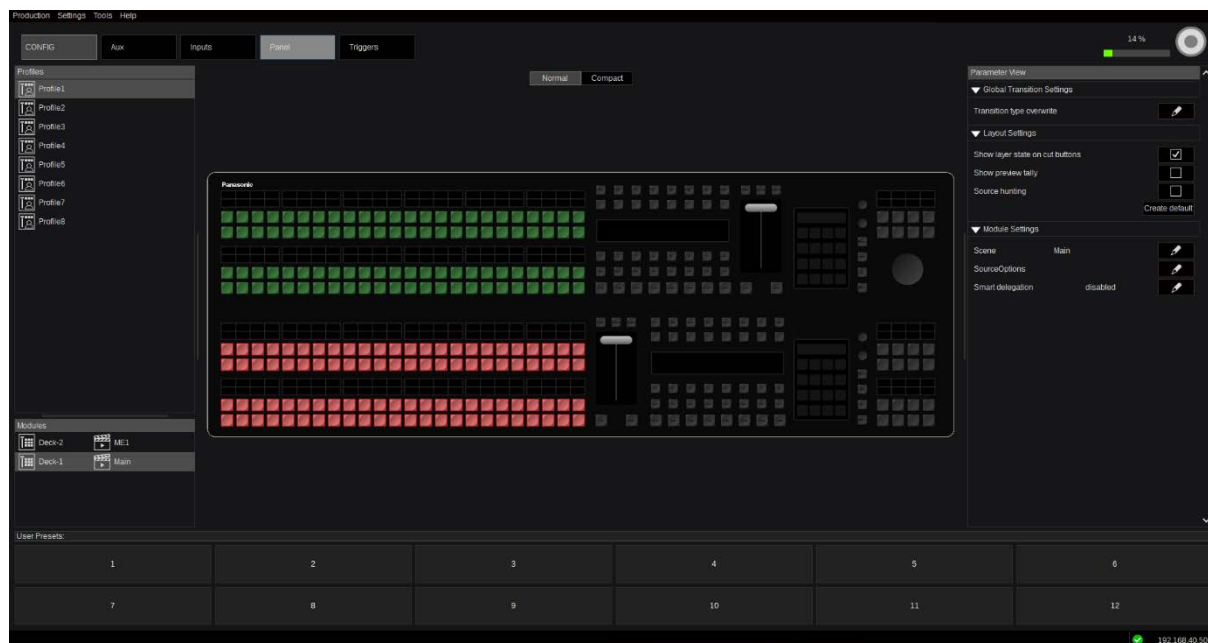 Production Settings Tools Help
CONFIG Aux Inputs Panel Triggers
14 %
Profiles
Profile1
Profile2
Profile3
Profile4
Profile5
Profile6
Profile7
Profile8
Normal Compact
Panasonic
Parameter View
Global Transition Settings
Transition type overwrite
Layout Settings
Show layer state on cut buttons
Show preview tally
Source hunting
Create default
Module Settings
Scene Main
SourceOptions
Smart delegation disabled
Modules
Deck-2 ME1
Deck-1 Main
User Presets:
1 2 3 4 5 6
7 8 9 10 11 12
192.168.40.50